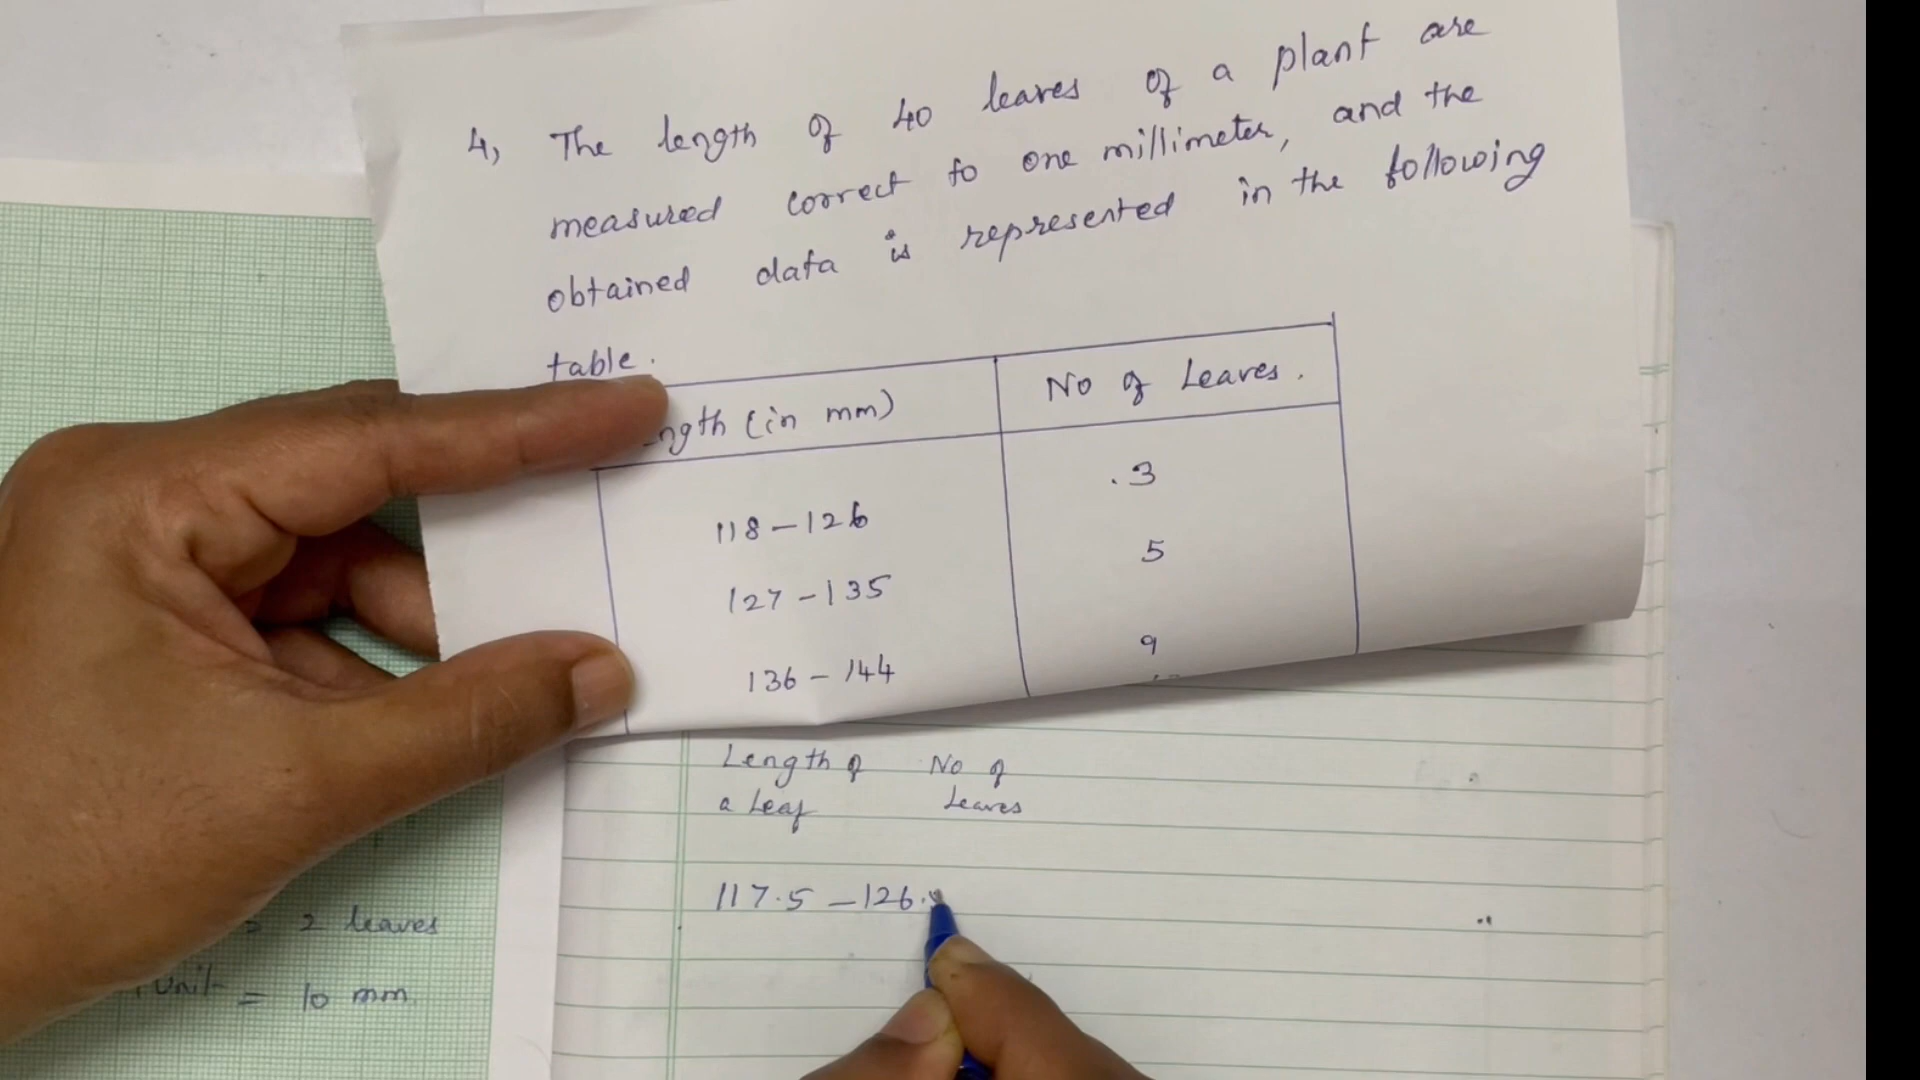 4, The length of 40 leaves of a plant are
measured correct to one millimeter, and the
obtained data is represented in the following
table.
ngth (in mm) No of Leaves.
118-126 3
127-135 5
136-144 9
Length of No of
a Leaf Leaves
117.5-126.
= 2 leaves
Unit = 10 mm